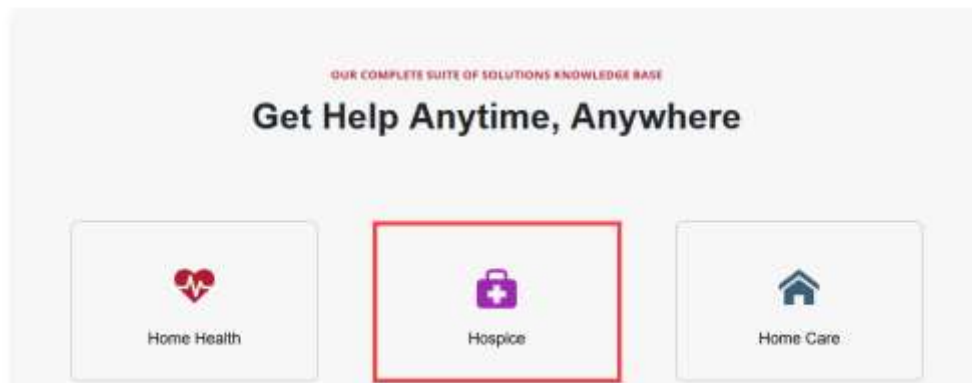 OUR COMPLETE SUITE OF SOLUTIONS KNOWLEDGE BASE
Get Help Anytime, Anywhere
Home Health
Hospice
Home Care